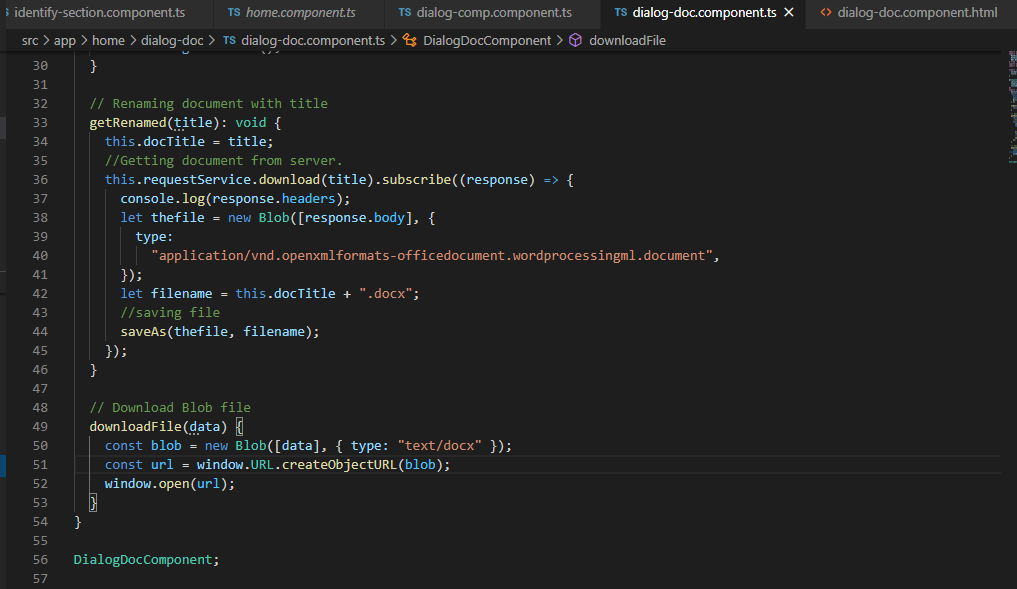 identify-section.component.ts TS home.component.ts TS dialog-comp.component.ts TS dialog-doc.component.ts × <> dialog-doc.component.html
src > app > home > dialog-doc > TS dialog-doc.component.ts > DialogDocComponent > downloadFile
30 }
31
32 // Renaming document with title
33 getRenamed(title): void {
34 this.docTitle = title;
35 //Getting document from server.
36 this.requestService.download(title).subscribe((response) => {
37 console.log(response.headers);
38 let thefile = new Blob([response.body], {
39 type:
40 "application/vnd.openxmlformats-officedocument.wordprocessingml.document",
41 });
42 let filename = this.docTitle + ".docx";
43 //saving file
44 saveAs(thefile, filename);
45 });
46 }
47
48 // Download Blob file
49 downloadFile(data) {
50 const blob = new Blob([data], { type: "text/docx" });
51 const url = window.URL.createObjectURL(blob);
52 window.open(url);
53 }
54 }
55
56 DialogDocComponent;
57